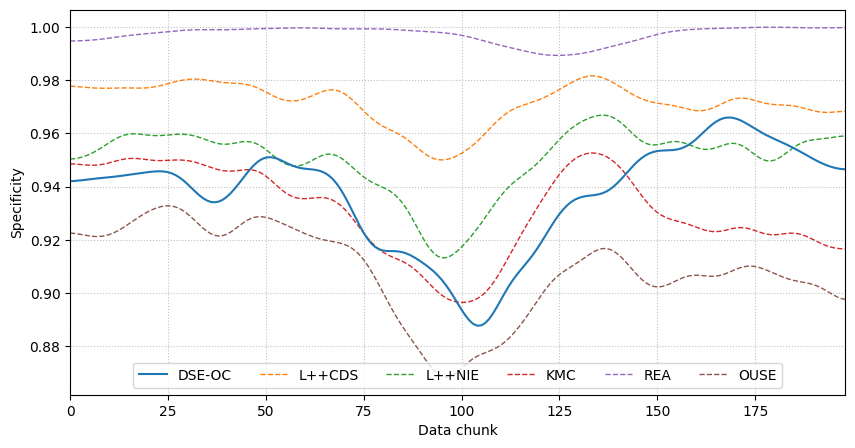 1.00
0.98
0.96
0.94
0.92
0.90
0.88
Specificity
DSE-OC L++CDS L++NIE KMC REA OUSE
0 25 50 75 100 125 150 175
Data chunk